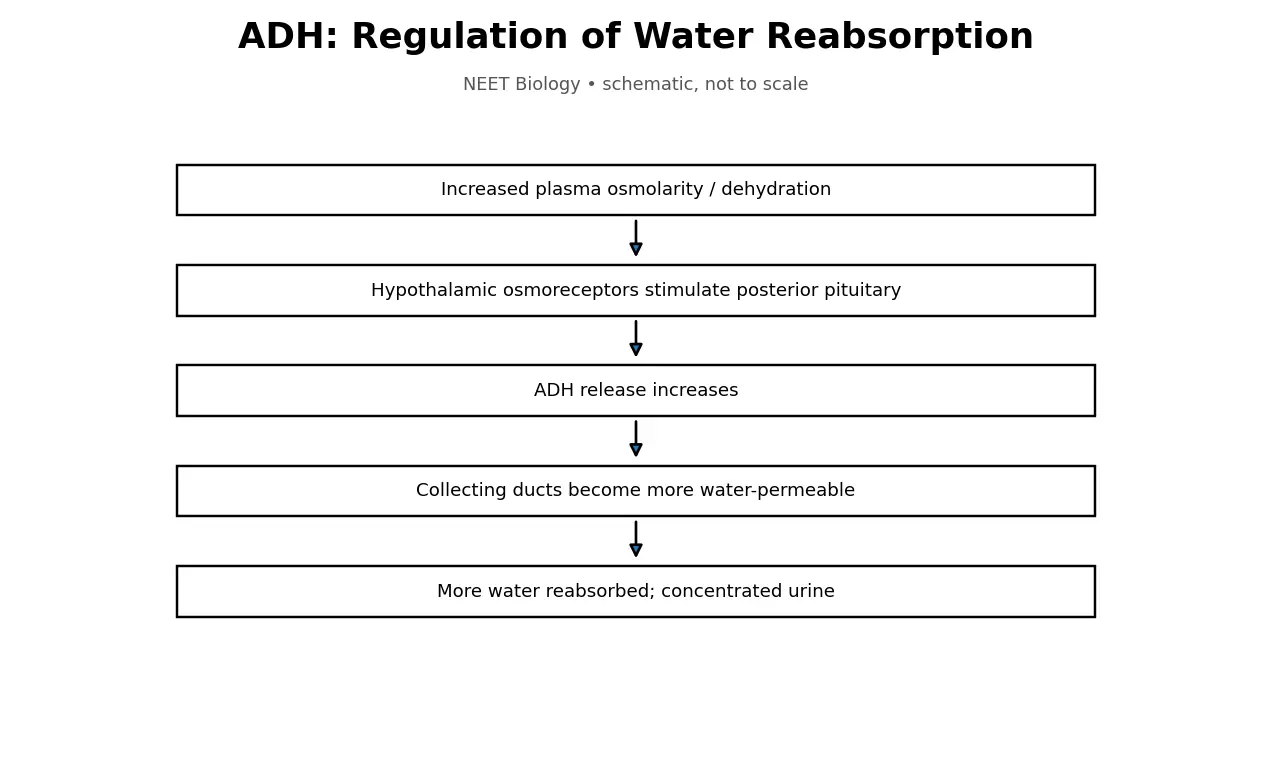 ADH: Regulation of Water Reabsorption
NEET Biology • schematic, not to scale
Increased plasma osmolarity / dehydration
Hypothalamic osmoreceptors stimulate posterior pituitary
ADH release increases
Collecting ducts become more water-permeable
More water reabsorbed; concentrated urine